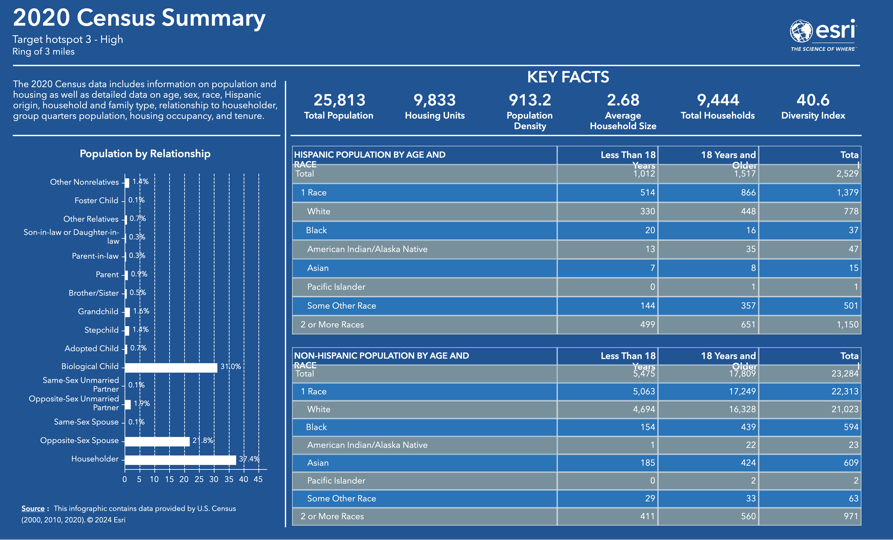 2020 Census Summary
Target hotspot 3 - High
Ring of 3 miles
esri
THE SCIENCE OF WHERE
The 2020 Census data includes information on population and
housing as well as detailed data on age, sex, race, Hispanic
origin, household and family type, relationship to householder,
group quarters population, housing occupancy, and tenure.
KEY FACTS
25,813 9,833 913.2 2.68 9,444 40.6
Total Population Housing Units Population Average Total Households Diversity Index
Density Household Size
Population by Relationship
Other Nonrelatives 1.4%
Foster Child 0.1%
Other Relatives 0.7%
Son-in-law or Daughter-in-
law 0.3%
Parent-in-law 0.3%
Parent 0.9%
Brother/Sister 0.5%
Grandchild 1.6%
Stepchild 1.4%
Adopted Child 0.7%
Biological Child 31.0%
Same-Sex Unmarried
Partner 0.1%
Opposite-Sex Unmarried
Partner 1.9%
Same-Sex Spouse 0.1%
Opposite-Sex Spouse 21.8%
Householder 37.4%
0 5 10 15 20 25 30 35 40 45
Source : This infographic contains data provided by U.S. Census
(2000, 2010, 2020). © 2024 Esri
HISPANIC POPULATION BY AGE AND Less Than 18 18 Years and Tota
RACE Years Older l
Total 1,012 1,517 2,529
1 Race 514 866 1,379
White 330 448 778
Black 20 16 37
American Indian/Alaska Native 13 35 47
Asian 7 8 15
Pacific Islander 0 1 1
Some Other Race 144 357 501
2 or More Races 499 651 1,150
NON-HISPANIC POPULATION BY AGE AND Less Than 18 18 Years and Tota
RACE Years Older l
Total 5,475 17,809 23,284
1 Race 5,063 17,249 22,313
White 4,694 16,328 21,023
Black 154 439 594
American Indian/Alaska Native 1 22 23
Asian 185 424 609
Pacific Islander 0 2 2
Some Other Race 29 33 63
2 or More Races 411 560 971